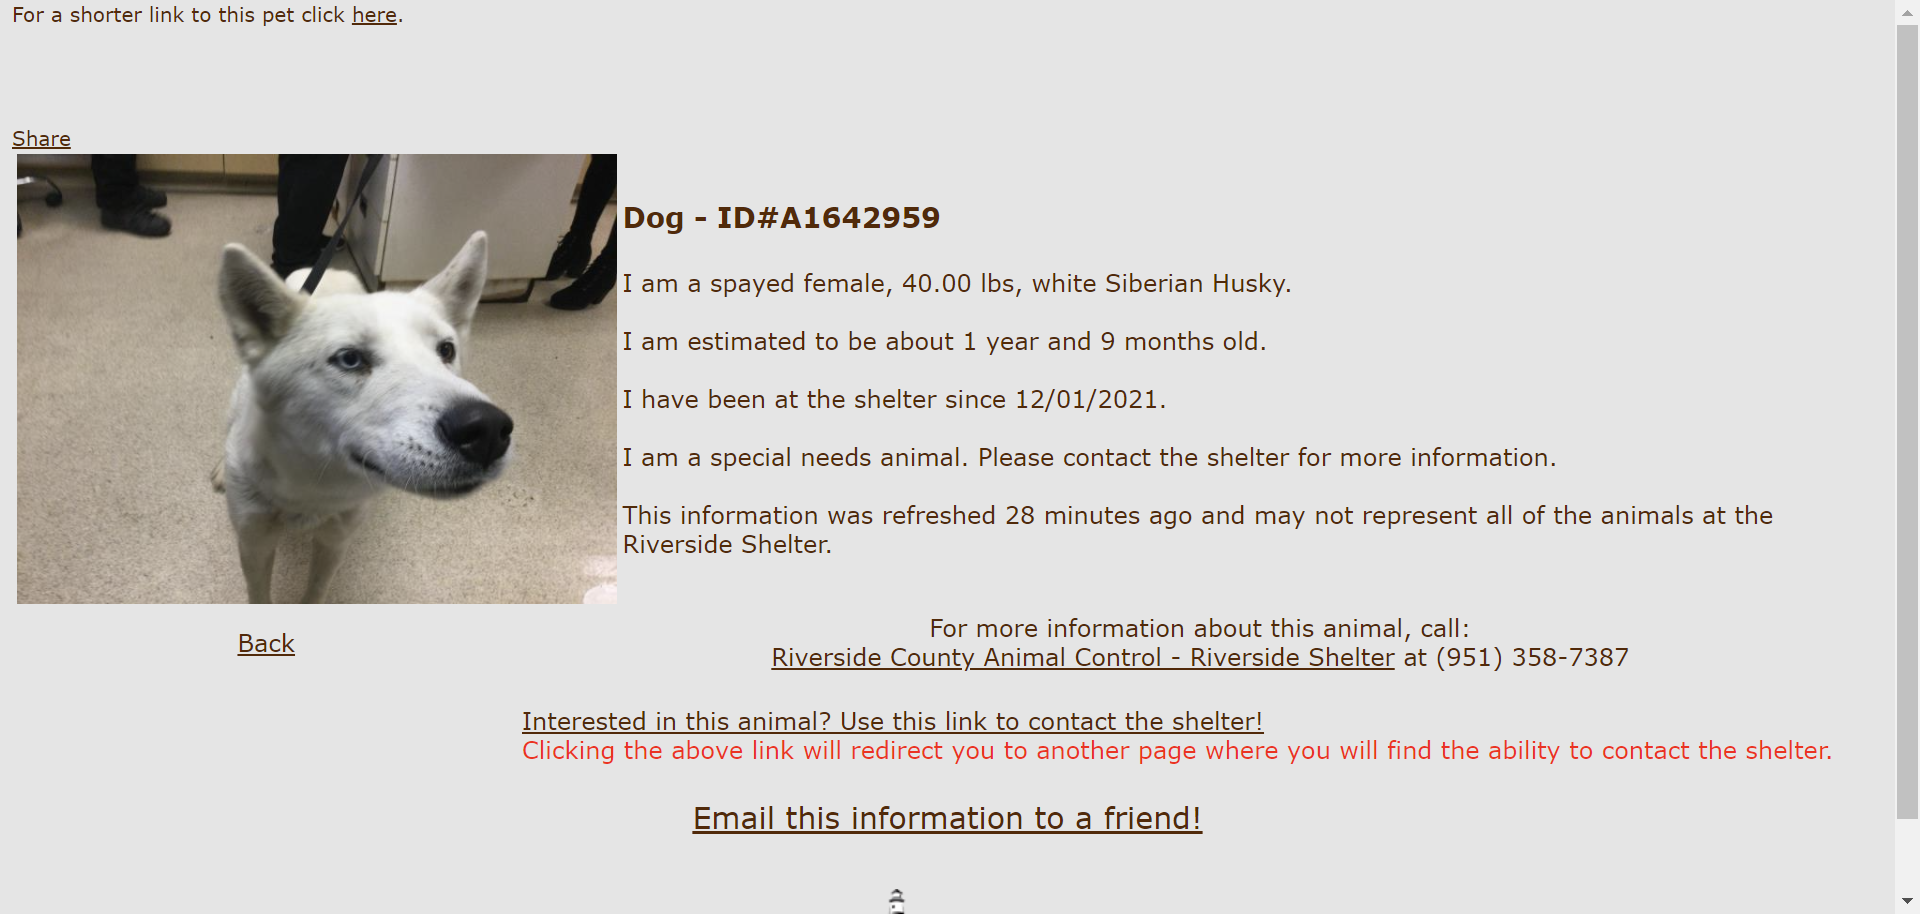 For a shorter link to this pet click here.
Share
Dog - ID#A1642959
I am a spayed female, 40.00 lbs, white Siberian Husky.
I am estimated to be about 1 year and 9 months old.
I have been at the shelter since 12/01/2021.
I am a special needs animal. Please contact the shelter for more information.
This information was refreshed 28 minutes ago and may not represent all of the animals at the
Riverside Shelter.
Back
For more information about this animal, call:
Riverside County Animal Control - Riverside Shelter at (951) 358-7387
Interested in this animal? Use this link to contact the shelter!
Clicking the above link will redirect you to another page where you will find the ability to contact the shelter.
Email this information to a friend!